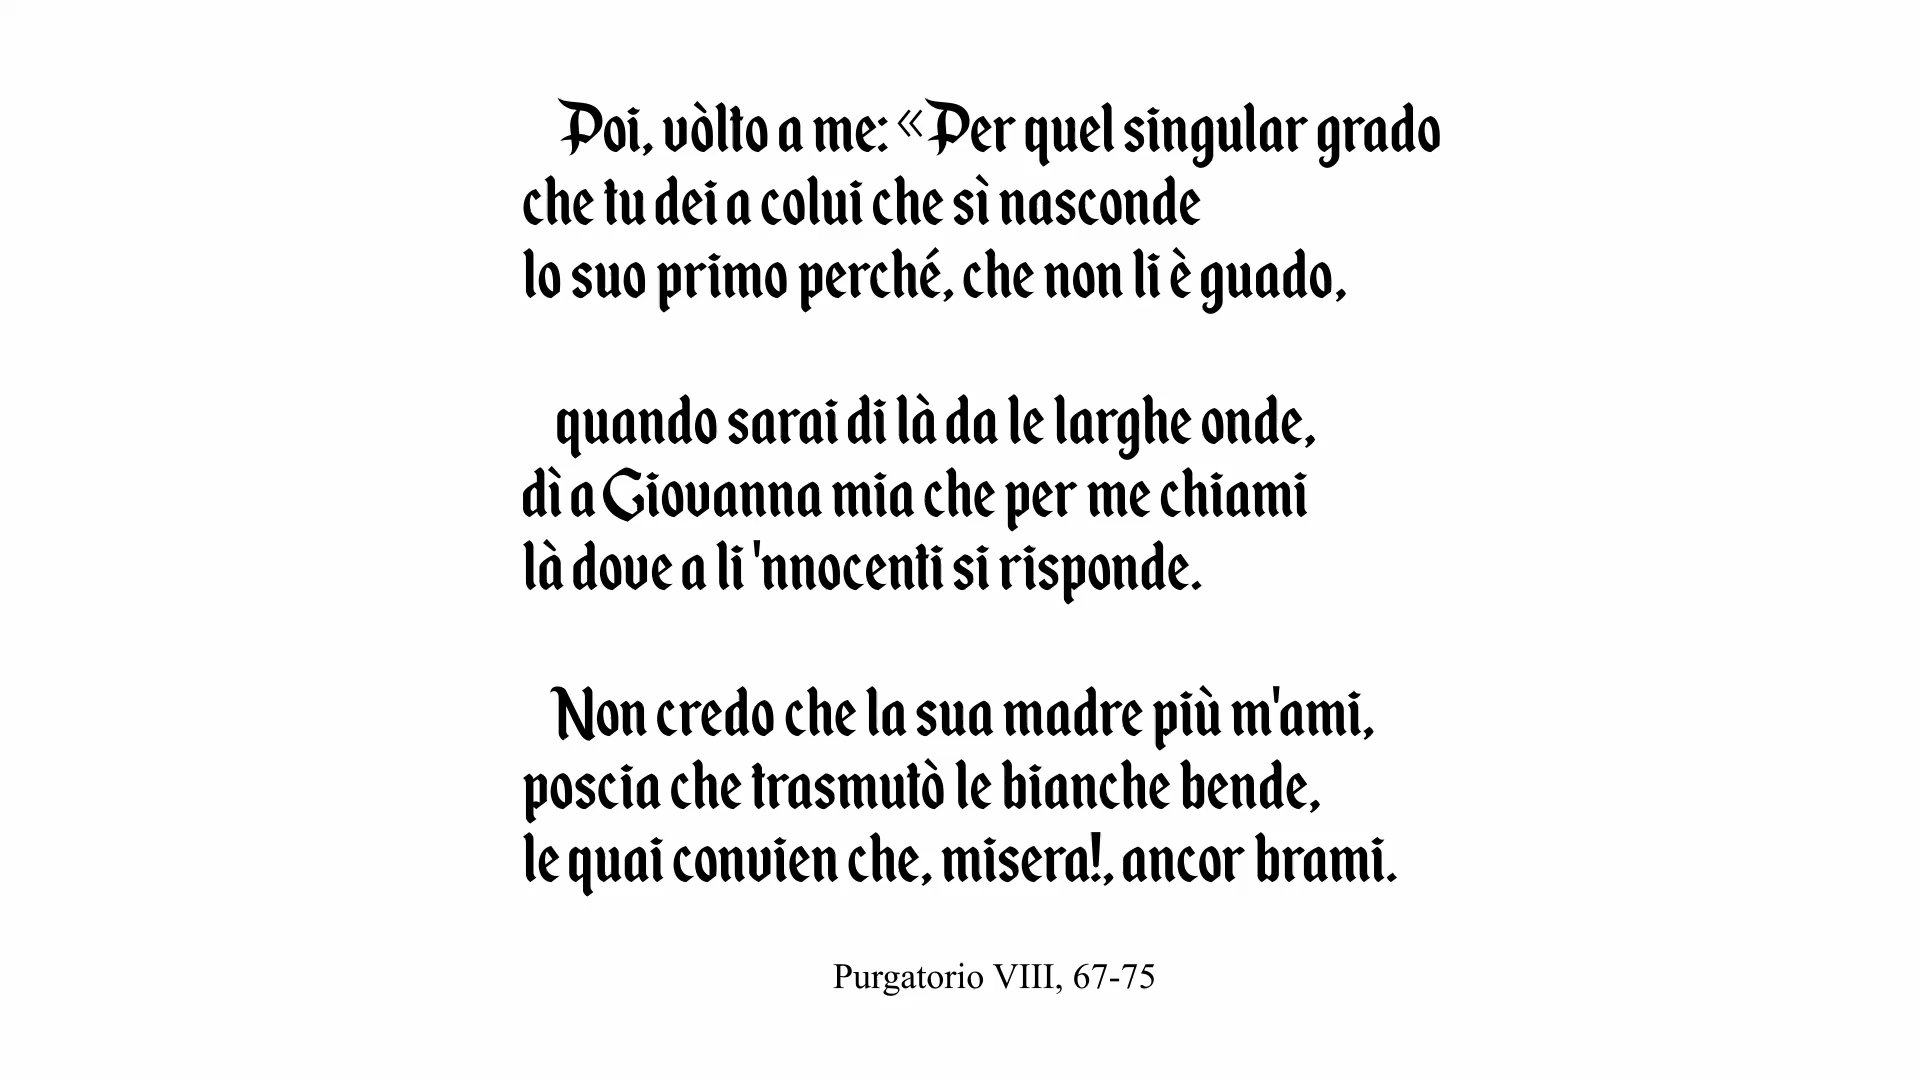 Poi, vòlto a me: «Per quel singular grado
che tu dei a colui che sì nasconde
lo suo primo perché, che non li è guado,
quando sarai di là da le larghe onde,
dì a Giovanna mia che per me chiami
là dove a li 'nnocenti si risponde.
Non credo che la sua madre più m'ami,
poscia che trasmutò le bianche bende,
le quai convien che, misera!, ancor brami.
Purgatorio VIII, 67-75